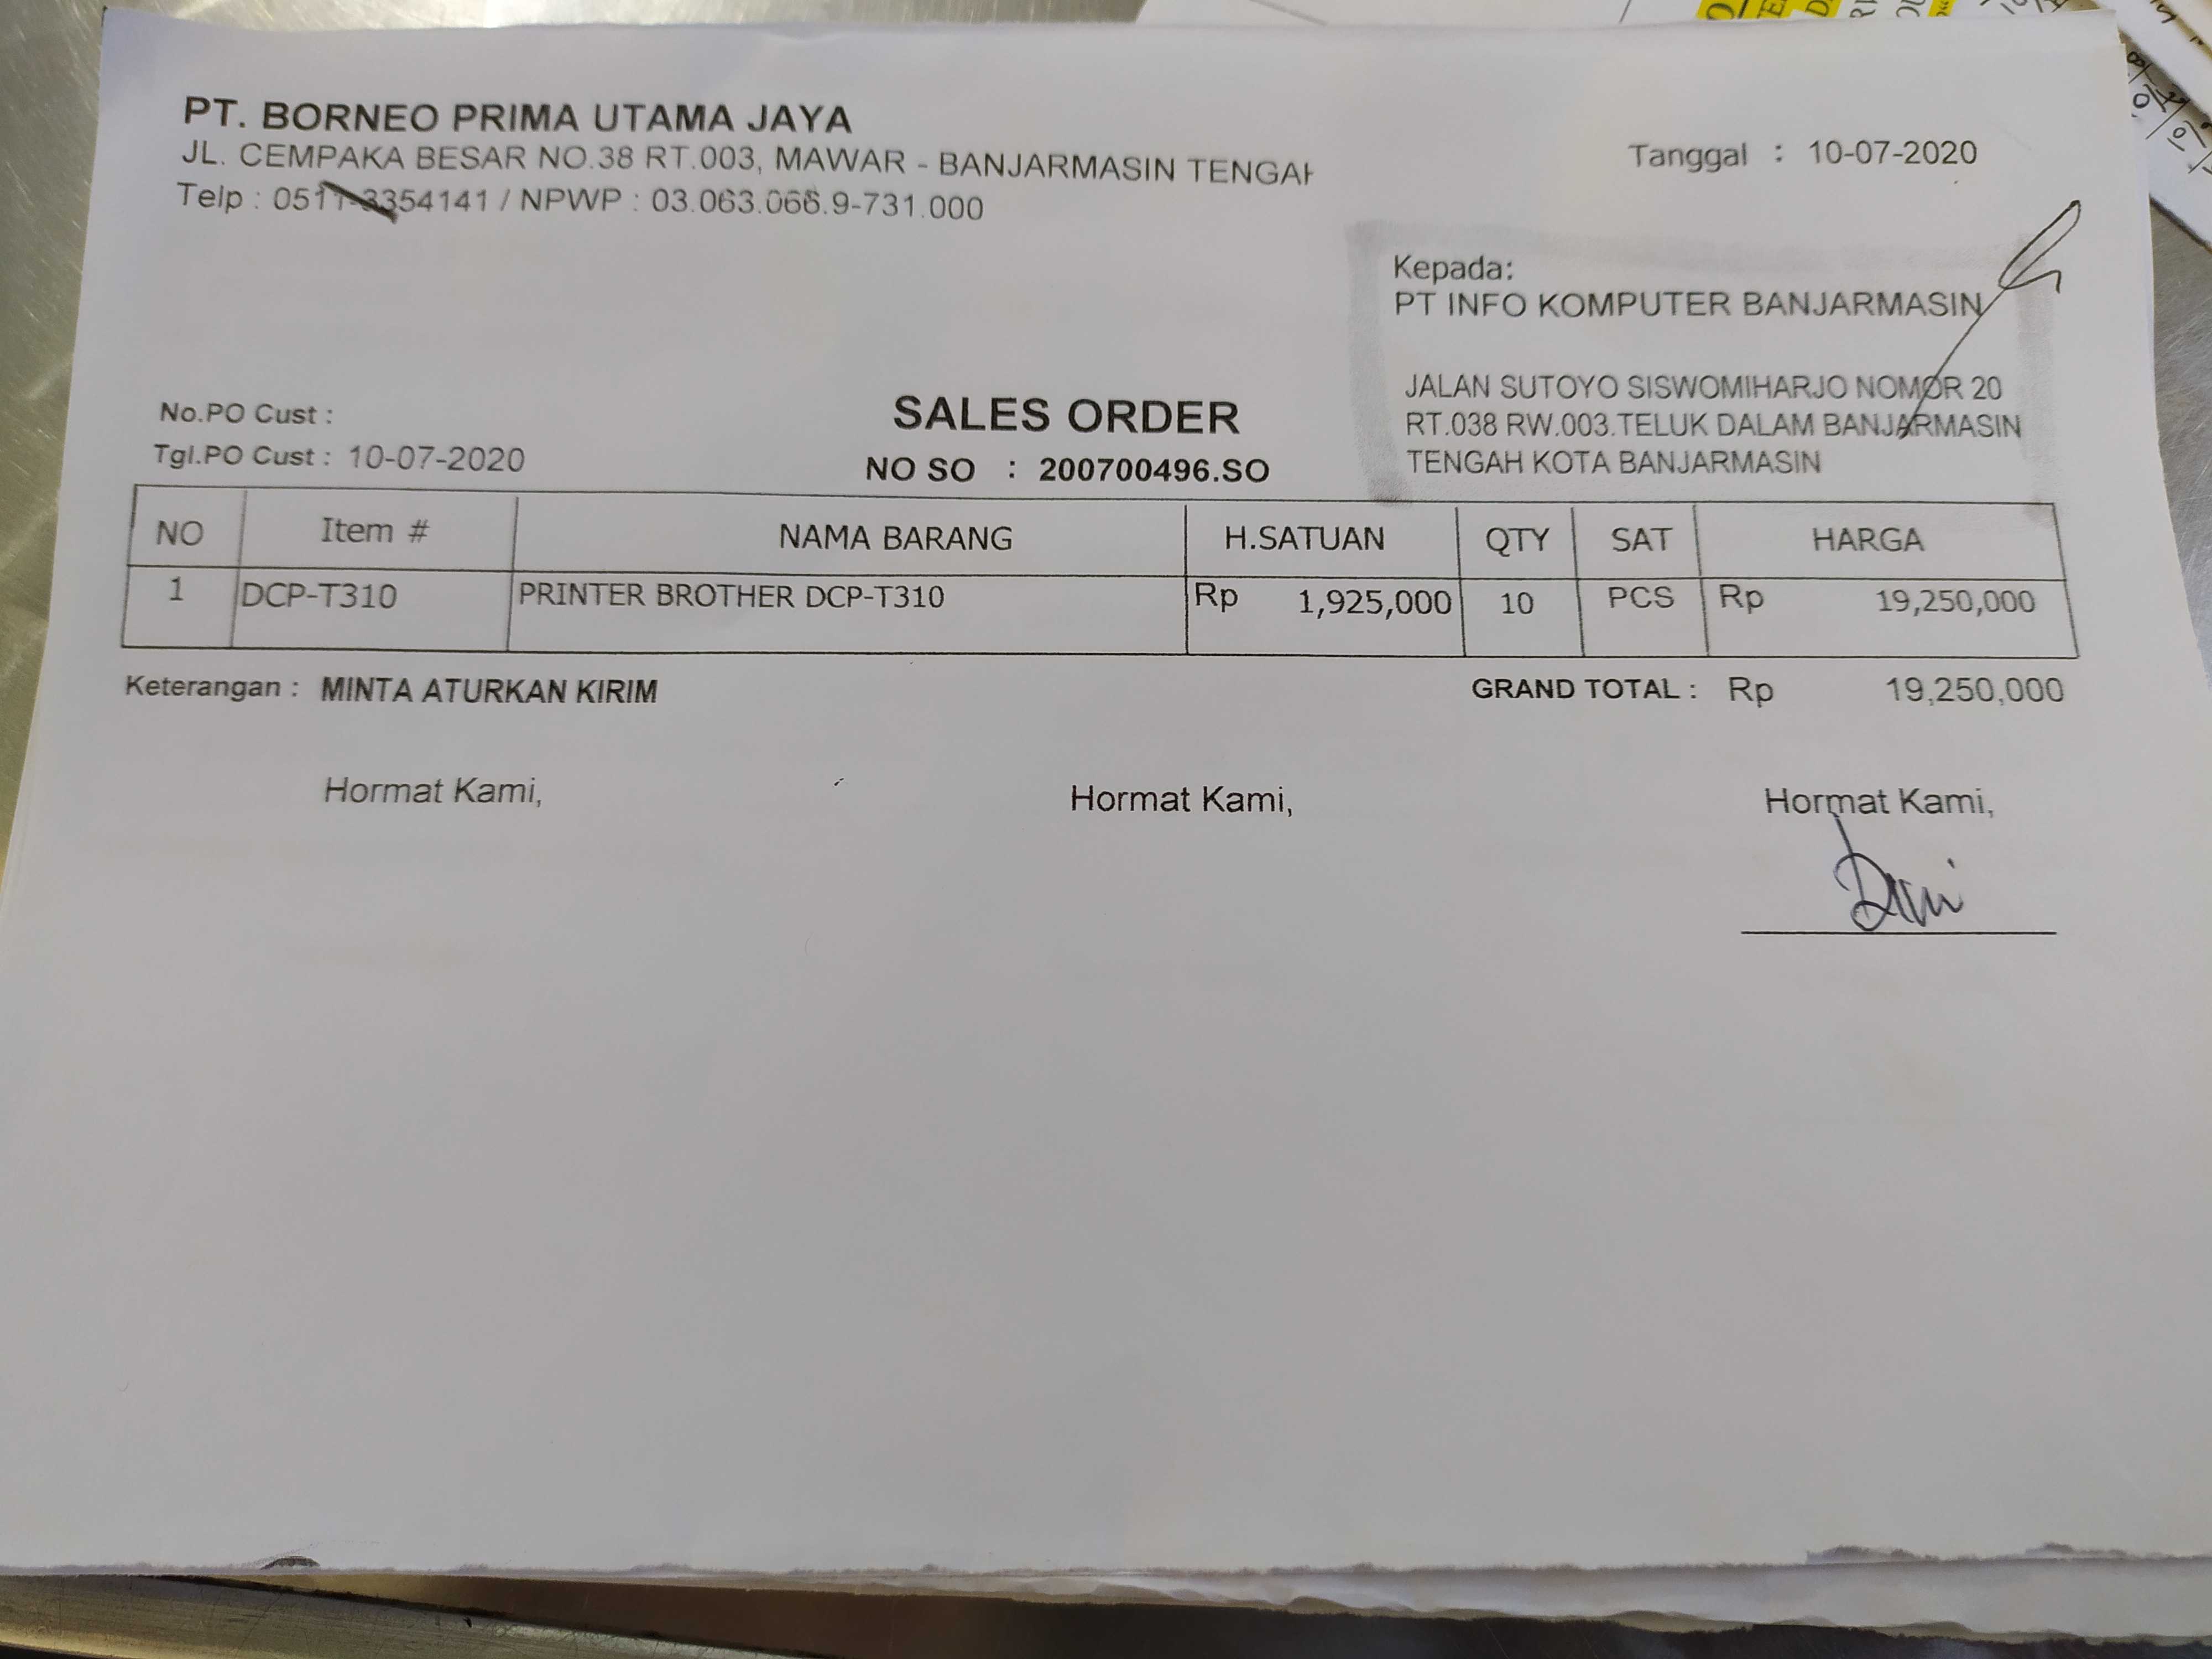 PT. BORNEO PRIMA UTAMA JAYA
JL. CEMPAKA BESAR NO.38 RT.003, MAWAR - BANJARMASIN TENGAH
Telp : 0511-3354141 / NPWP : 03.063.066.9-731.000
Tanggal : 10-07-2020
Kepada:
PT INFO KOMPUTER BANJARMASIN
JALAN SUTOYO SISWOMIHARJO NOMOR 20
RT.038 RW.003.TELUK DALAM BANJARMASIN
TENGAH KOTA BANJARMASIN
No.PO Cust :
Tgl.PO Cust : 10-07-2020
SALES ORDER
NO SO : 200700496.SO
NO Item # NAMA BARANG H.SATUAN QTY SAT HARGA
1 DCP-T310 PRINTER BROTHER DCP-T310 Rp 1,925,000 10 PCS Rp 19,250,000
Keterangan : MINTA ATURKAN KIRIM
GRAND TOTAL : Rp 19,250,000
Hormat Kami, Hormat Kami, Hormat Kami,